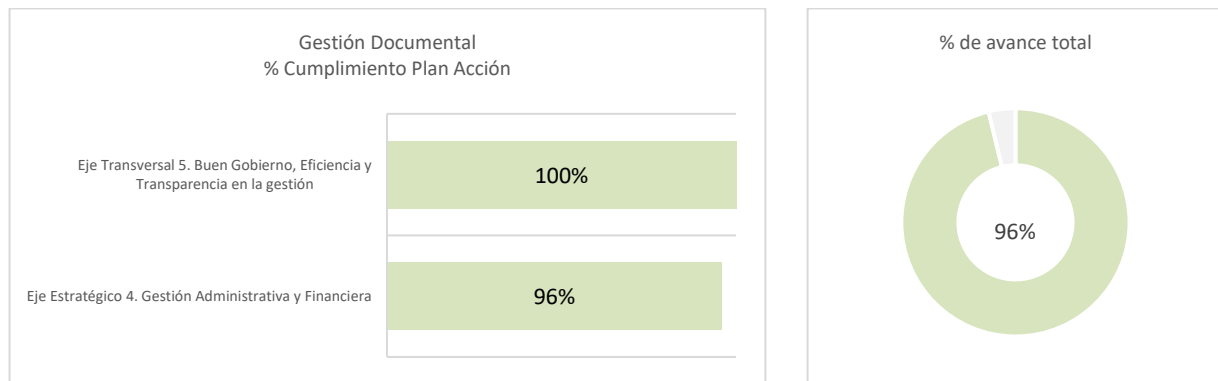 Gestión Documental
% Cumplimiento Plan Acción
Eje Transversal 5. Buen Gobierno, Eficiencia y
Transparencia en la gestión
100%
Eje Estratégico 4. Gestión Administrativa y Financiera
96%
% de avance total
96%